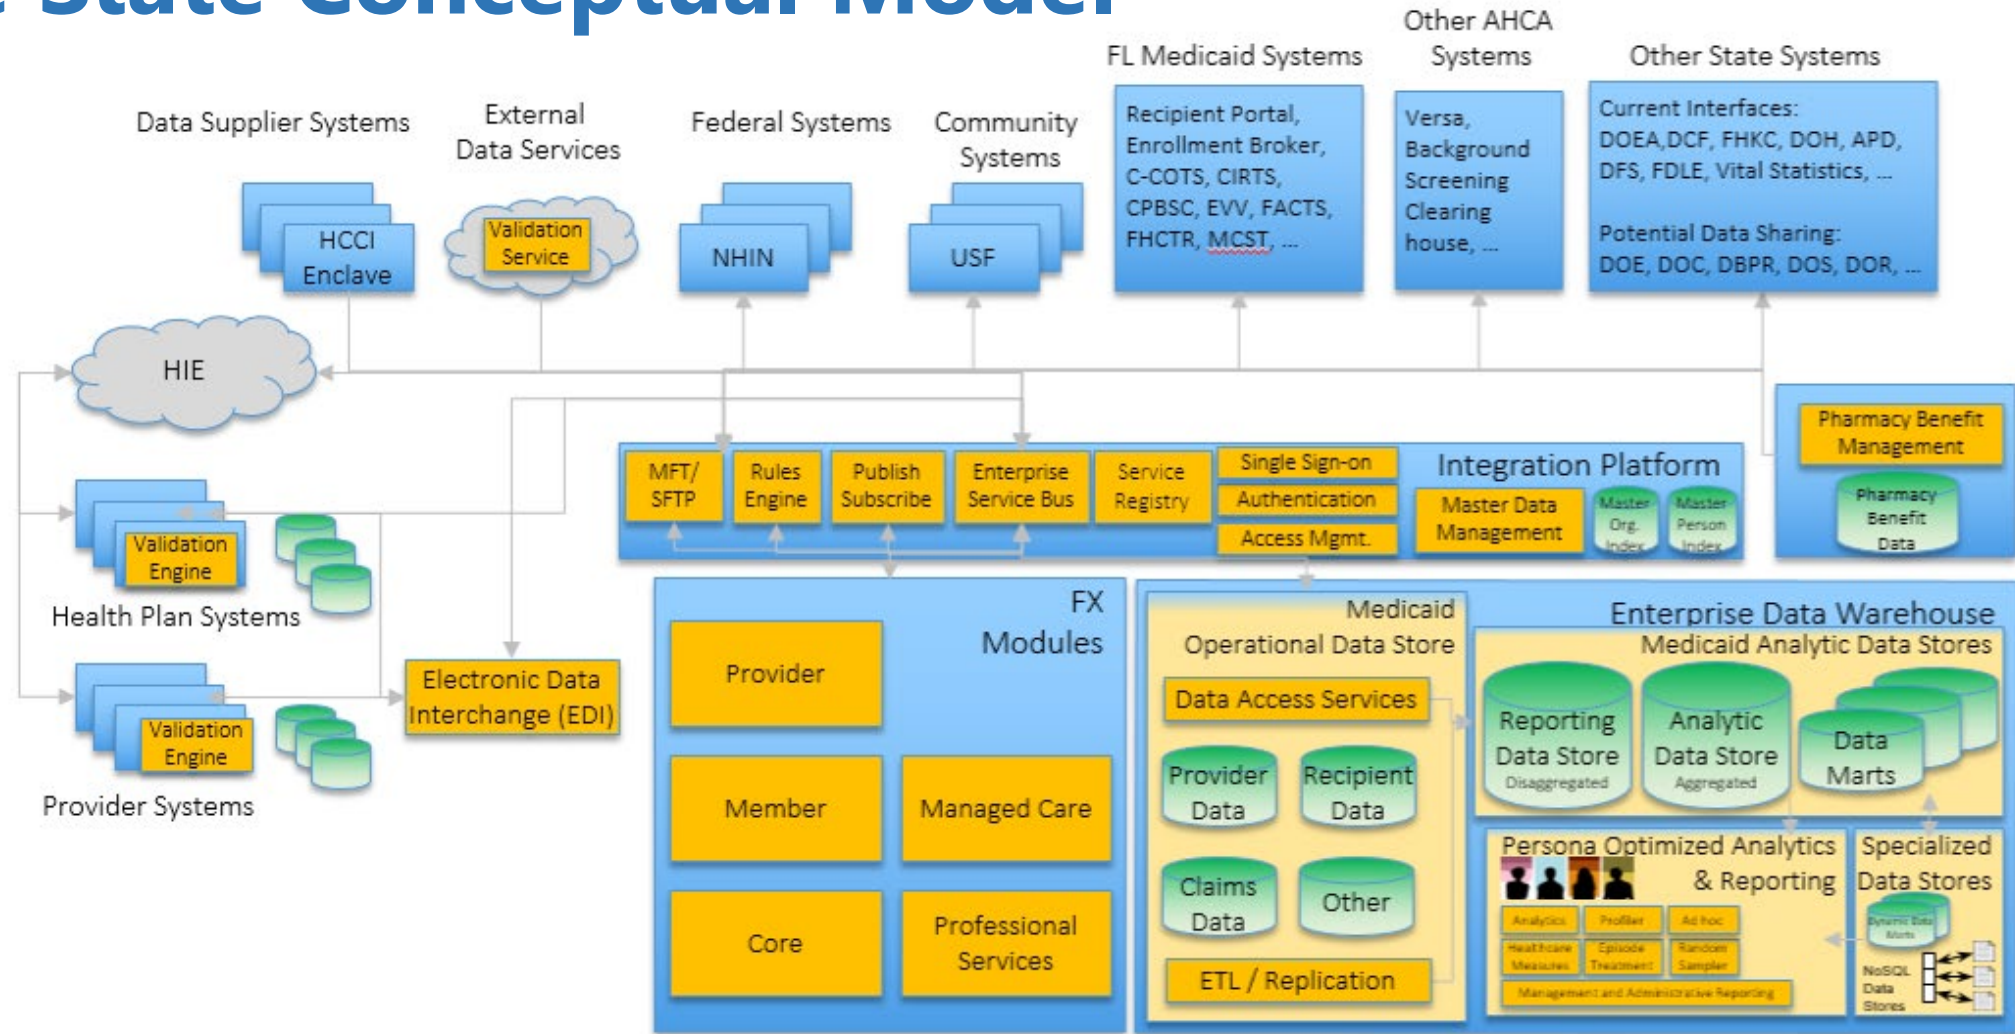 State Conceptual Model
Data Supplier Systems
HCCI
Enclave
External
Data Services
Validation
Service
Federal Systems
NHIN
Community
Systems
USF
FL Medicaid Systems
Recipient Portal,
Enrollment Broker,
C-COTS, CIRTS,
CPBSC, EVV, FACTS,
FHCTR, MCST, ...
Other AHCA
Systems
Versa,
Background
Screening
Clearing
house, ...
Other State Systems
Current Interfaces:
DOEA,DCF, FHKC, DOH, APD,
DFS, FDLE, Vital Statistics, ...
Potential Data Sharing:
DOE, DOC, DBPR, DOS, DOR, ...
HIE
Validation
Engine
Health Plan Systems
Validation
Engine
Provider Systems
Electronic Data
Interchange (EDI)
MFT/
SFTP
Rules
Engine
Publish
Subscribe
Enterprise
Service Bus
Service
Registry
Single Sign-on
Authentication
Access Mgmt.
Integration Platform
Master Data
Management
Master
Org.
Index
Master
Person
Index
Pharmacy Benefit
Management
Pharmacy
Benefit
Data
FX
Modules
Provider
Member
Managed Care
Core
Professional
Services
Medicaid
Operational Data Store
Data Access Services
Provider
Data
Recipient
Data
Claims
Data
Other
ETL / Replication
Enterprise Data Warehouse
Medicaid Analytic Data Stores
Reporting
Data Store
Disaggregated
Analytic
Data Store
Aggregated
Data
Marts
Persona Optimized Analytics
& Reporting
Analytics
Profiler
Ad hoc
Healthcare
Measures
Episode
Treatment
Random
Sampler
Management and Administrative Reporting
Specialized
Data Stores
Dynamic Data
Marts
NoSQL
Data
Stores